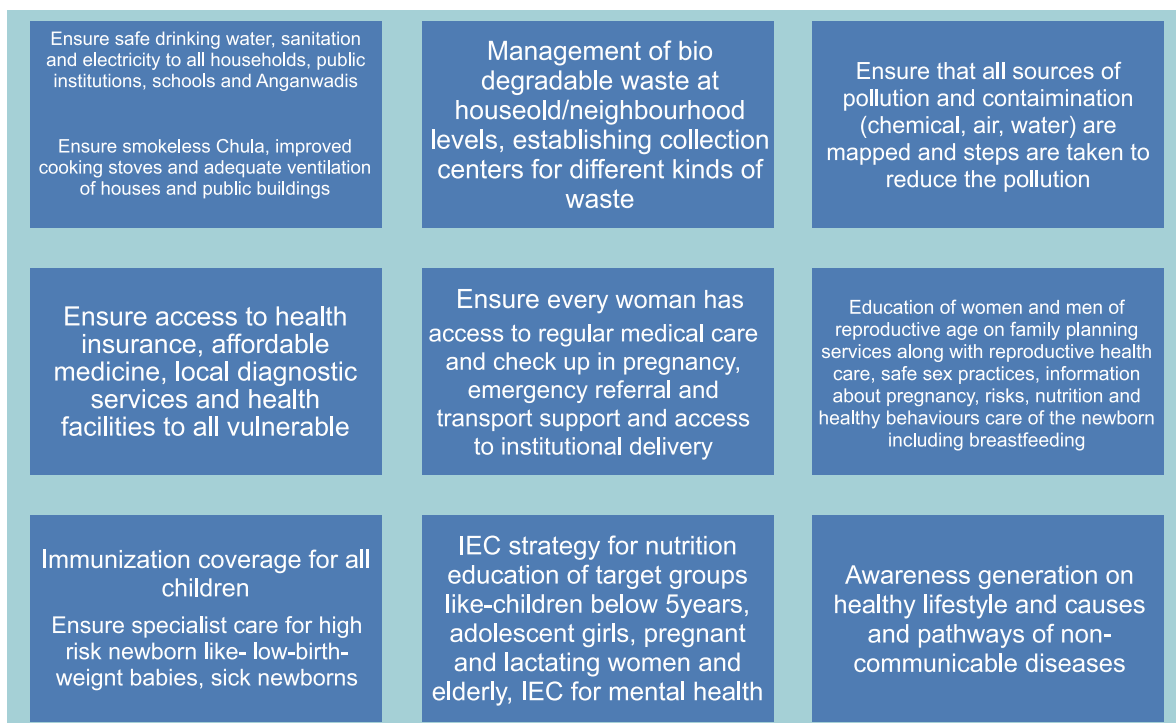 Ensure safe drinking water, sanitation
and electricity to all households, public
institutions, schools and Anganwadis
Ensure smokeless Chula, improved
cooking stoves and adequate ventilation
of houses and public buildings
Management of bio
degradable waste at
houseold/neighbourhood
levels, establishing collection
centers for different kinds of
waste
Ensure that all sources of
pollution and contaimination
(chemical, air, water) are
mapped and steps are taken to
reduce the pollution
Ensure access to health
insurance, affordable
medicine, local diagnostic
services and health
facilities to all vulnerable
Ensure every woman has
access to regular medical care
and check up in pregnancy,
emergency referral and
transport support and access
to institutional delivery
Education of women and men of
reproductive age on family planning
services along with reproductive health
care, safe sex practices, information
about pregnancy, risks, nutrition and
healthy behaviours care of the newborn
including breastfeeding
Immunization coverage for all
children
Ensure specialist care for high
risk newborn like- low-birth-
weignt babies, sick newborns
IEC strategy for nutrition
education of target groups
like-children below 5years,
adolescent girls, pregnant
and lactating women and
elderly, IEC for mental health
Awareness generation on
healthy lifestyle and causes
and pathways of non-
communicable diseases